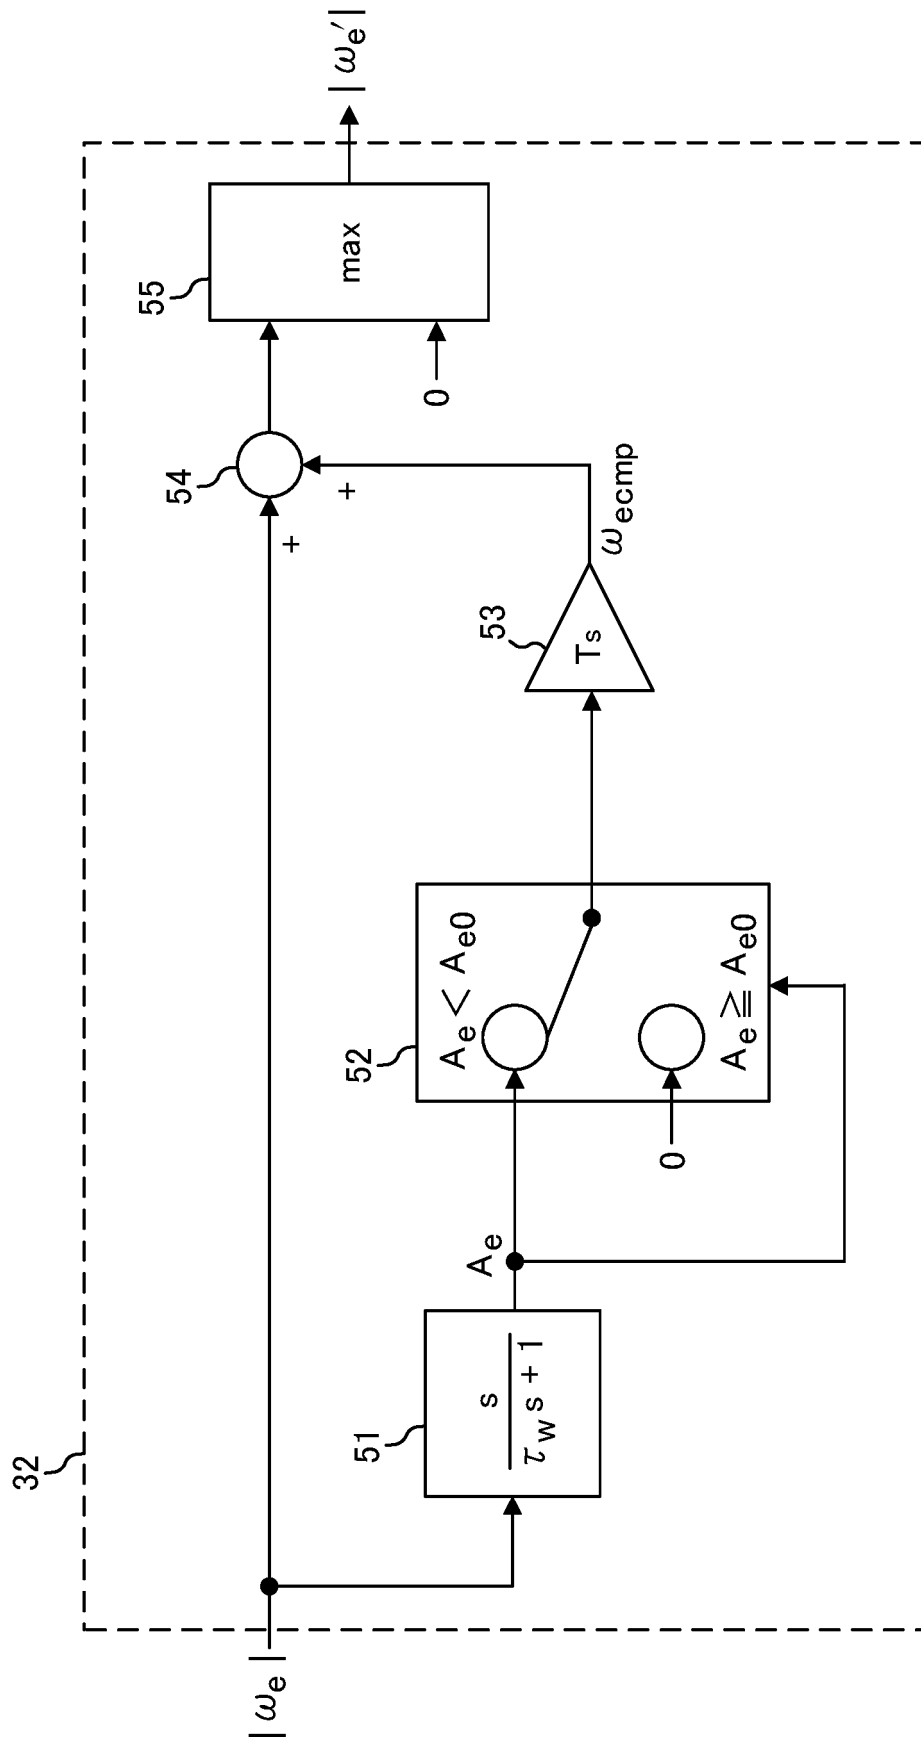 32
|ωe|
51
s
τw s + 1
Ae
52
Ae < Ae0
0
Ae ≧ Ae0
53
Ts
ωecmp
+
+
54
55
0
max
|ωe′|